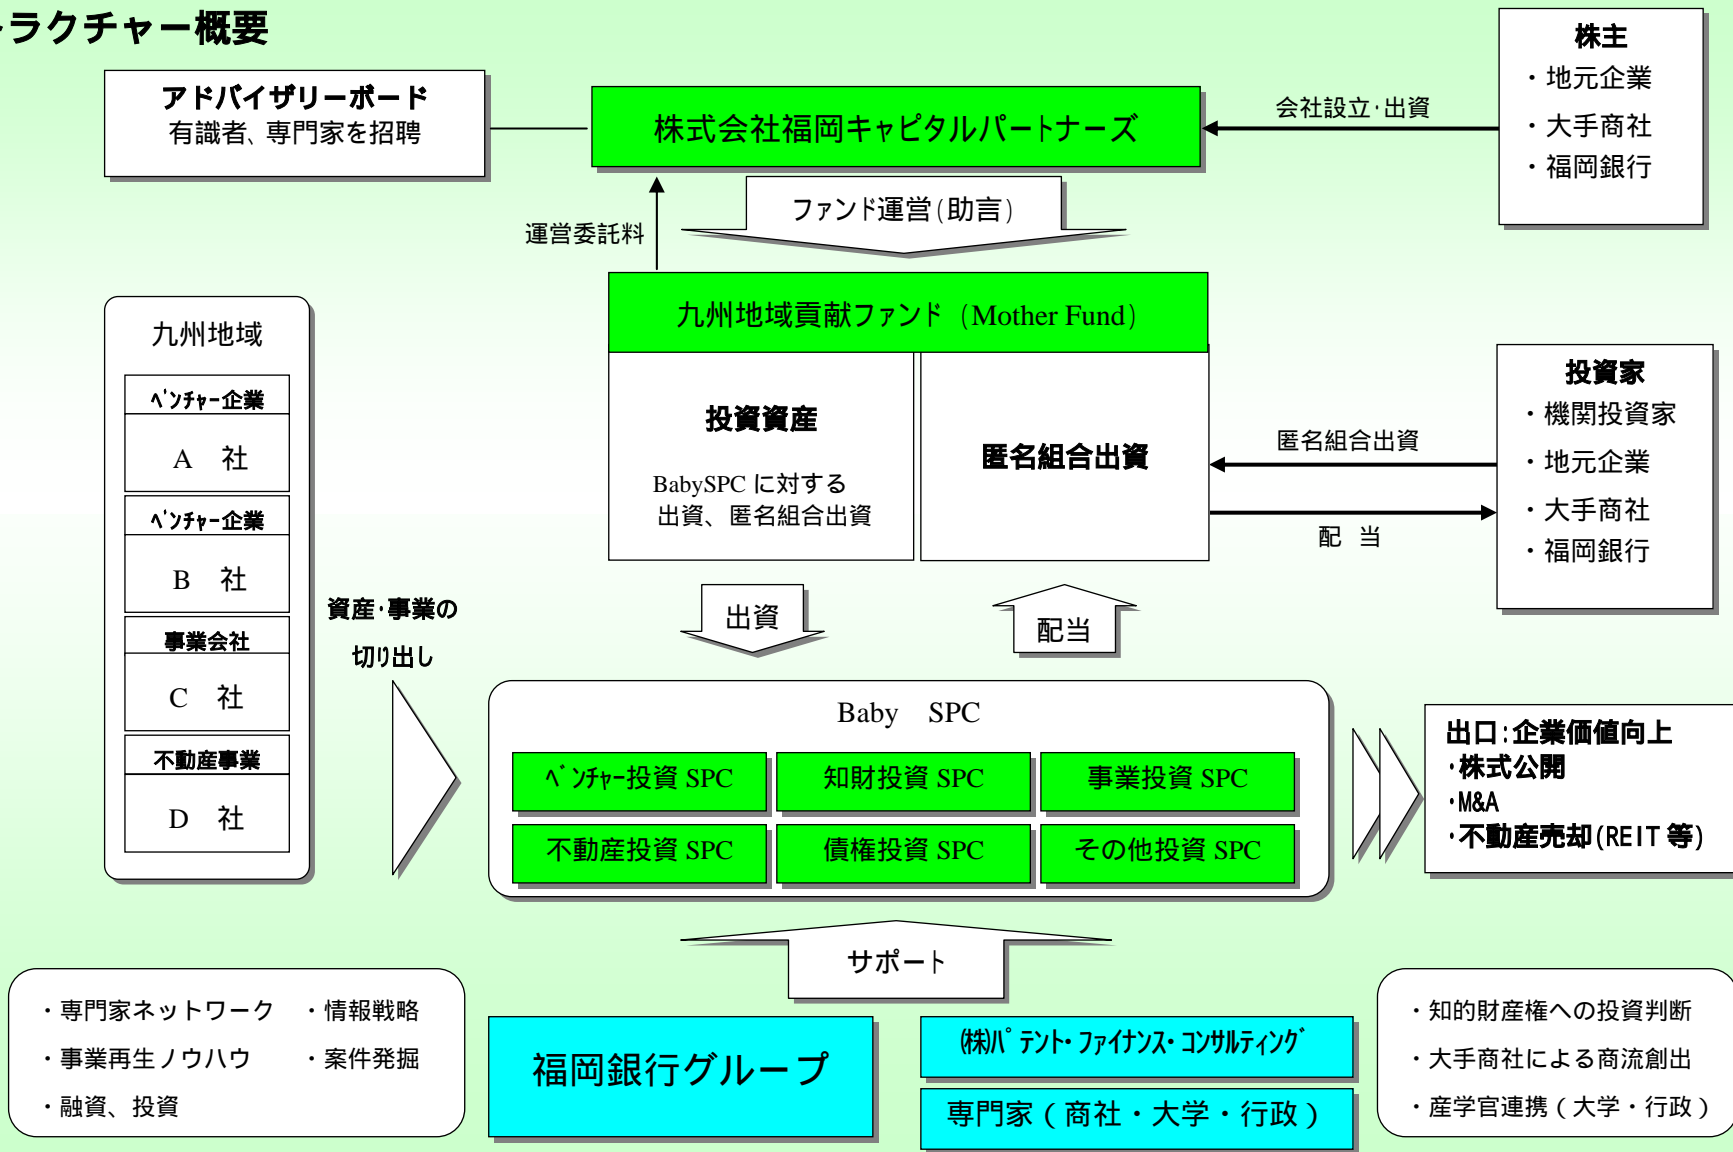 トラクチャー概要
アドバイザリーボード
有識者、専門家を招聘
株式会社福岡キャピタルパートナーズ
会社設立・出資
株主
・地元企業
・大手商社
・福岡銀行
ファンド運営(助言)
運営委託料
九州地域貢献ファンド（Mother Fund）
投資資産
BabySPC に対する
出資、匿名組合出資
匿名組合出資
匿名組合出資
配　当
投資家
・機関投資家
・地元企業
・大手商社
・福岡銀行
九州地域
ﾍﾞﾝﾁｬｰ企業
A　社
ﾍﾞﾝﾁｬｰ企業
B　社
事業会社
C　社
不動産事業
D　社
資産・事業の
切り出し
出資
配当
Baby　SPC
ﾍﾞﾝﾁｬｰ投資 SPC
知財投資 SPC
事業投資 SPC
不動産投資 SPC
債権投資 SPC
その他投資 SPC
出口:企業価値向上
・株式公開
・M&A
・不動産売却(REIT 等)
サポート
・専門家ネットワーク　・情報戦略
・事業再生ノウハウ　・案件発掘
・融資、投資
福岡銀行グループ
㈱ﾊﾟﾃﾝﾄ･ﾌｧｲﾅﾝｽ･ｺﾝｻﾙﾃｨﾝｸﾞ
専門家（商社・大学・行政）
・知的財産権への投資判断
・大手商社による商流創出
・産学官連携（大学・行政）